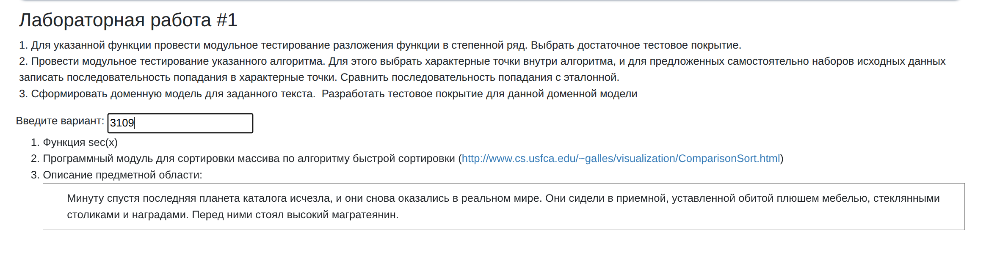 Лабораторная работа #1
1. Для указанной функции провести модульное тестирование разложения функции в степенной ряд. Выбрать достаточное тестовое покрытие.
2. Провести модульное тестирование указанного алгоритма. Для этого выбрать характерные точки внутри алгоритма, и для предложенных самостоятельно наборов исходных данных
записать последовательность попадания в характерные точки. Сравнить последовательность попадания с эталонной.
3. Сформировать доменную модель для заданного текста.  Разработать тестовое покрытие для данной доменной модели
Введите вариант: 3109
1. Функция sec(x)
2. Программный модуль для сортировки массива по алгоритму быстрой сортировки (http://www.cs.usfca.edu/~galles/visualization/ComparisonSort.html)
3. Описание предметной области:
Минуту спустя последняя планета каталога исчезла, и они снова оказались в реальном мире. Они сидели в приемной, уставленной обитой плюшем мебелью, стеклянными
столиками и наградами. Перед ними стоял высокий магратеянин.